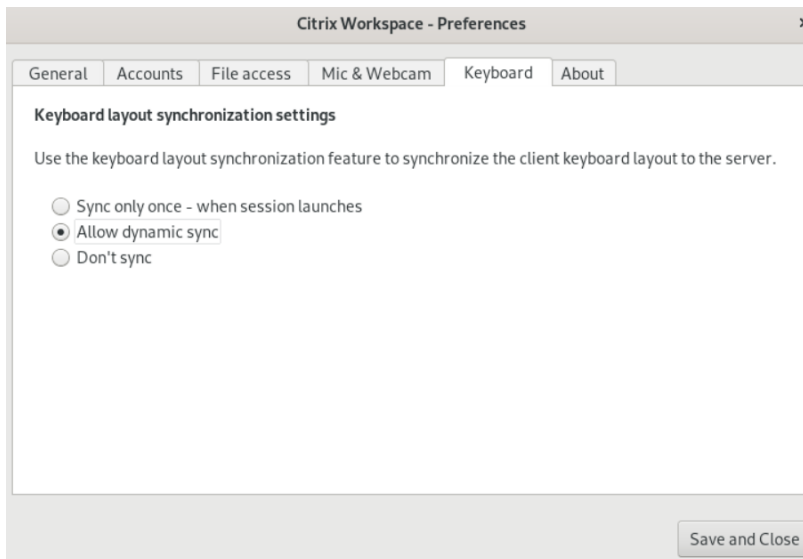 Citrix Workspace - Preferences
General Accounts File access Mic & Webcam Keyboard About
Keyboard layout synchronization settings
Use the keyboard layout synchronization feature to synchronize the client keyboard layout to the server.
Sync only once - when session launches
Allow dynamic sync
Don't sync
Save and Close